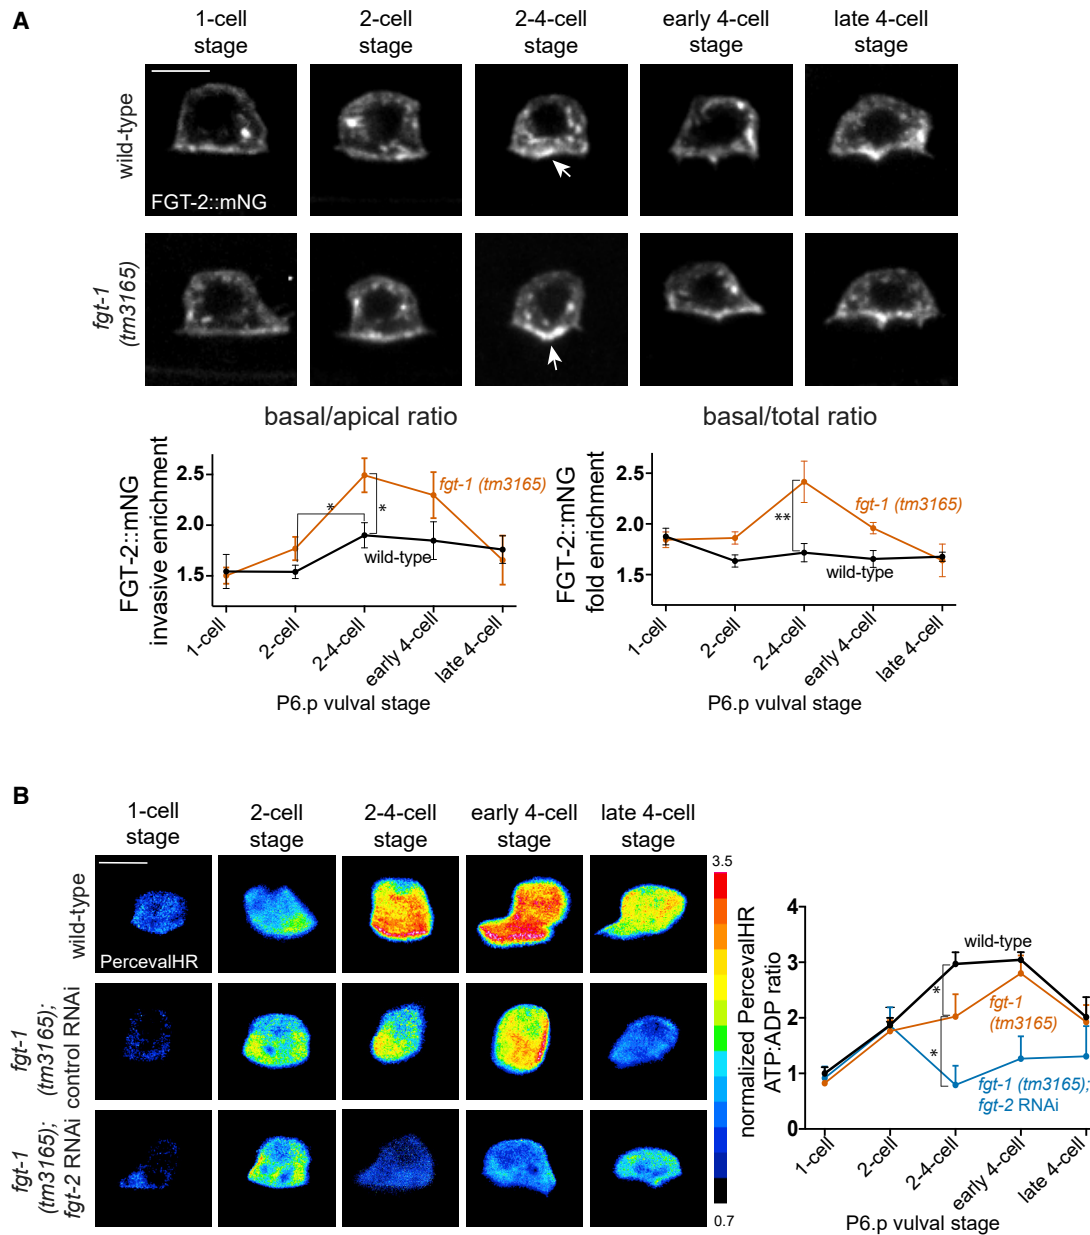 A
1-cell stage
2-cell stage
2-4-cell stage
early 4-cell stage
late 4-cell stage
wild-type
FGT-2::mNG
fgt-1
(tm3165)
basal/apical ratio
FGT-2::mNG
invasive enrichment
2.5
2.0
1.5
fgt-1 (tm3165)
*
*
wild-type
1-cell
2-cell
2-4-cell
early 4-cell
late 4-cell
P6.p vulval stage
basal/total ratio
FGT-2::mNG
fold enrichment
2.5
2.0
1.5
fgt-1 (tm3165)
**
wild-type
1-cell
2-cell
2-4-cell
early 4-cell
late 4-cell
P6.p vulval stage
B
1-cell stage
2-cell stage
2-4-cell stage
early 4-cell stage
late 4-cell stage
wild-type
PercevalHR
fgt-1
(tm3165);
control RNAi
fgt-1
(tm3165);
fgt-2 RNAi
3.5
0.7
normalized PercevalHR
ATP:ADP ratio
4
3
2
1
0
wild-type
*
fgt-1
(tm3165)
*
fgt-1 (tm3165);
fgt-2 RNAi
1-cell
2-cell
2-4-cell
early 4-cell
late 4-cell
P6.p vulval stage